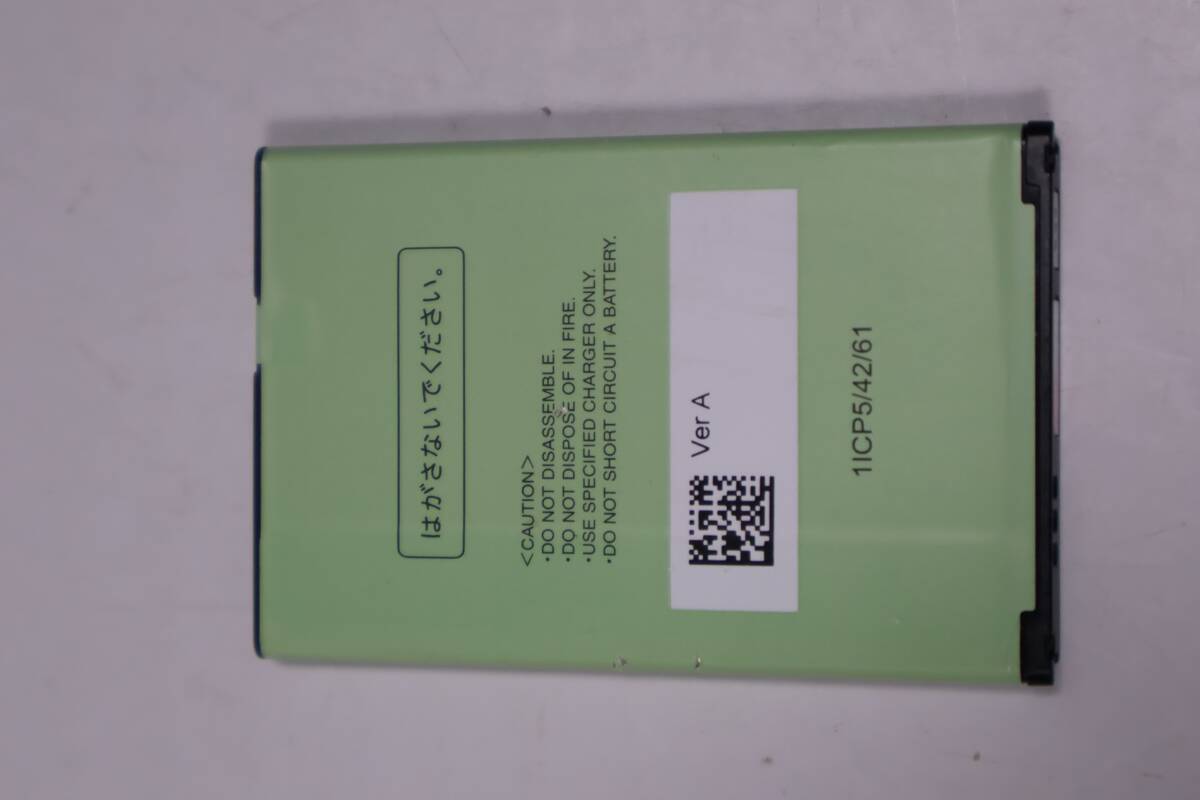 はがさないでください。
<CAUTION>
･DO NOT DISASSEMBLE.
･DO NOT DISPOSE OF IN FIRE.
･USE SPECIFIED CHARGER ONLY.
･DO NOT SHORT CIRCUIT A BATTERY.
Ver A
1ICP5/42/61